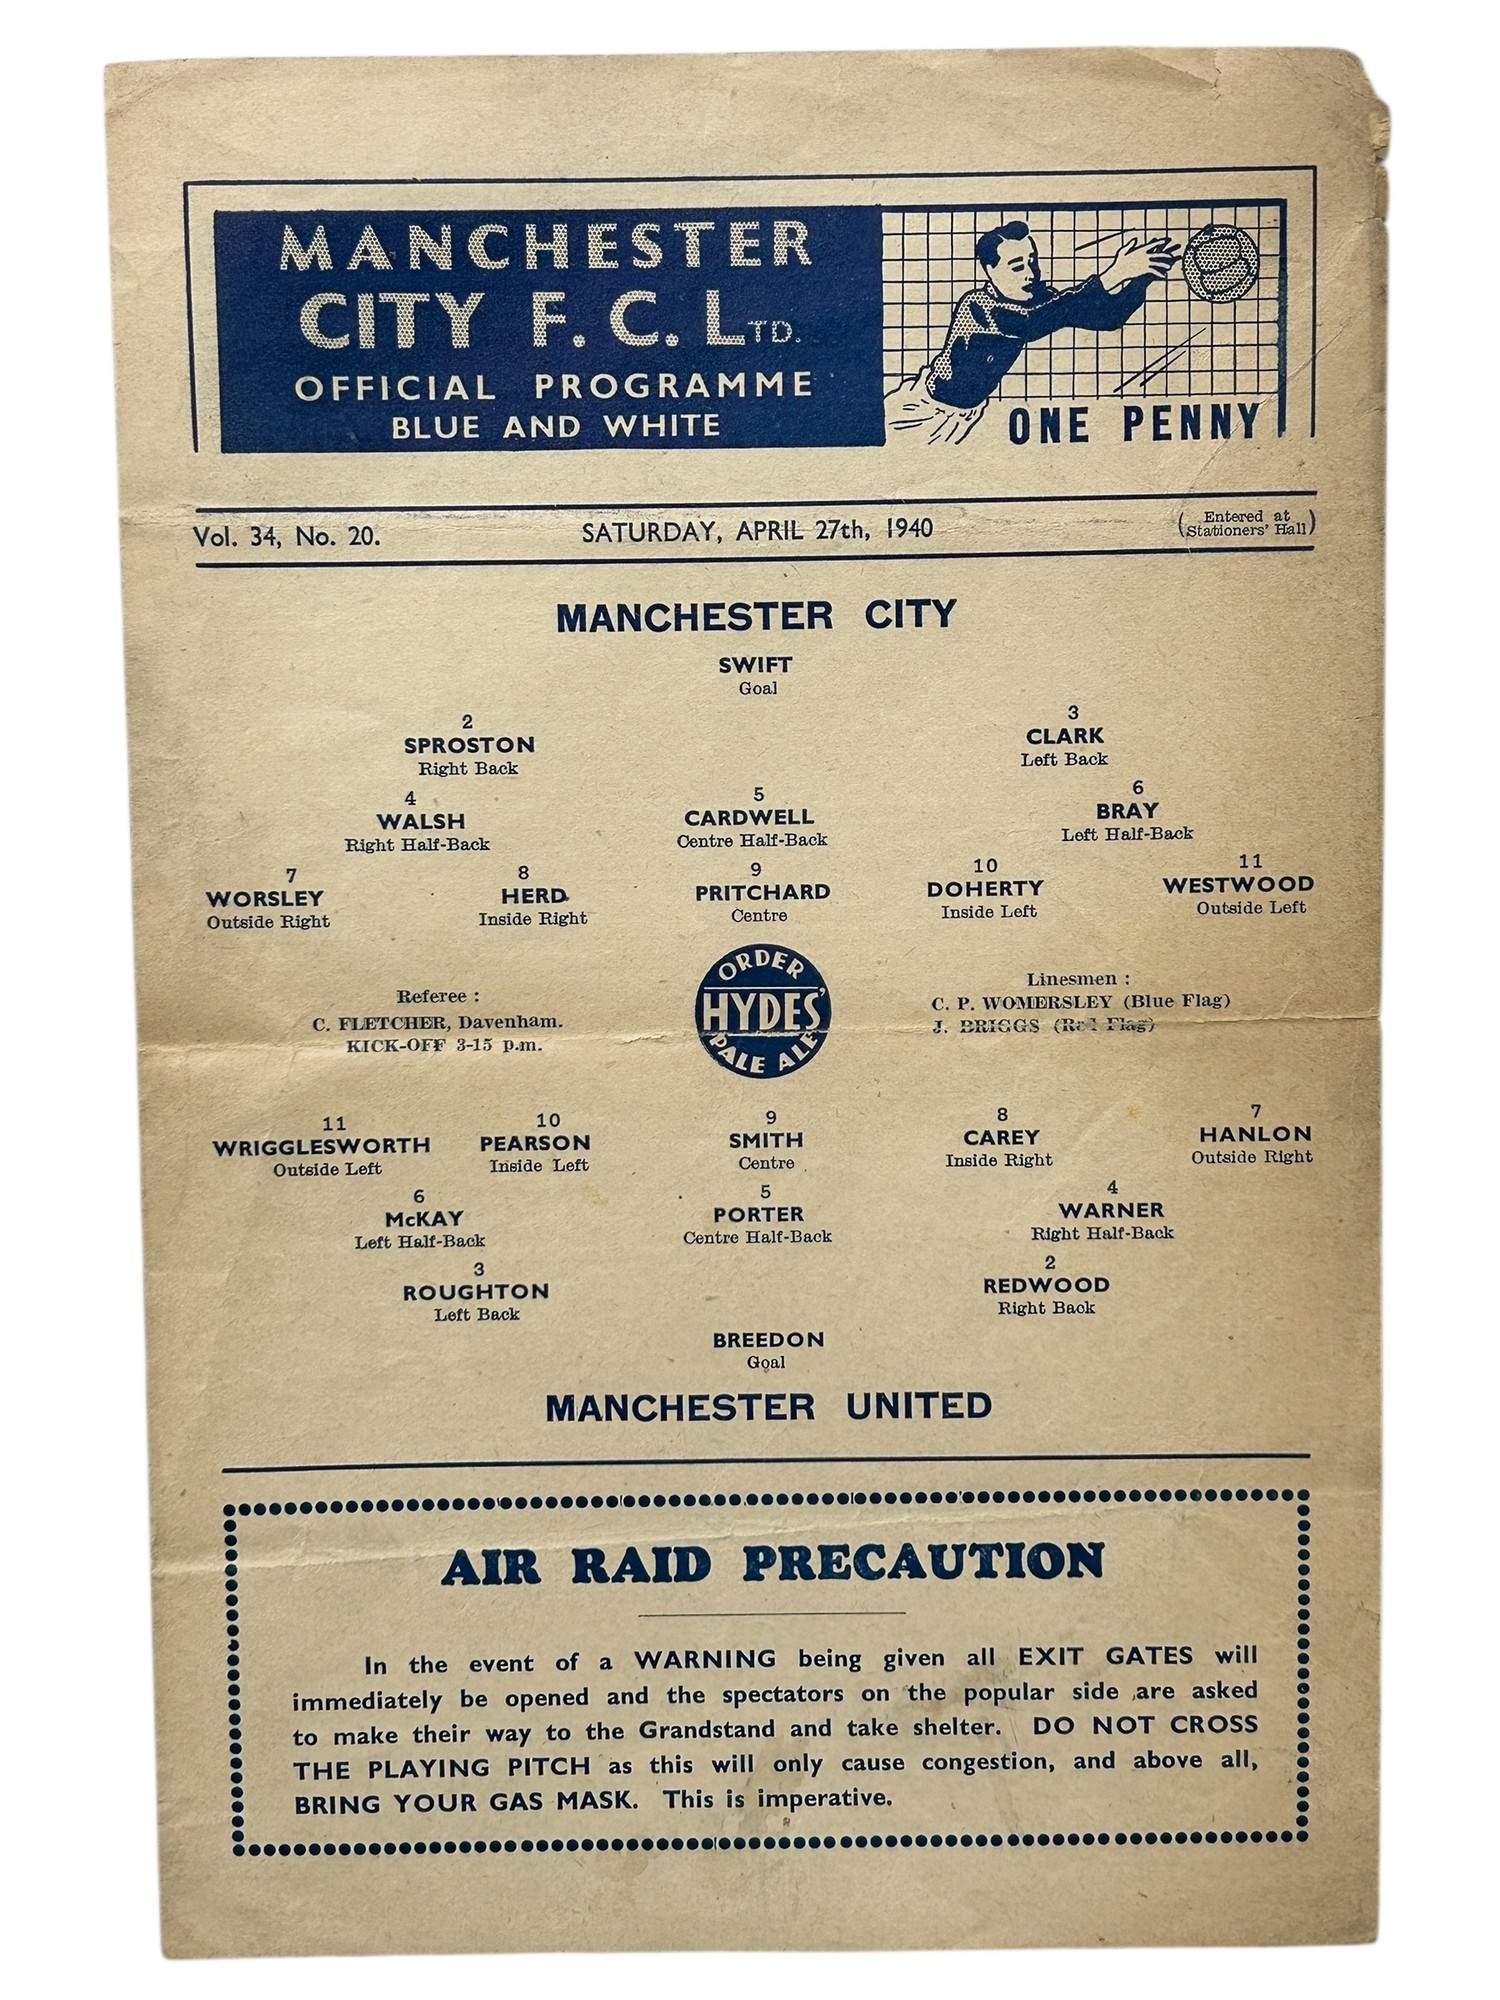 MANCHESTER
CITY F.C. LTD.
OFFICIAL PROGRAMME
BLUE AND WHITE
ONE PENNY
Vol. 34, No. 20. SATURDAY, APRIL 27th, 1940 (Entered at
Stationers' Hall)
MANCHESTER CITY
SWIFT
Goal
2 3
SPROSTON CLARK
Right Back Left Back
4 5 6
WALSH CARDWELL BRAY
Right Half-Back Centre Half-Back Left Half-Back
7 8 9 10 11
WORSLEY HERD PRITCHARD DOHERTY WESTWOOD
Outside Right Inside Right Centre Inside Left Outside Left
Referee :
C. FLETCHER, Davenham.
KICK-OFF 3-15 p.m.
ORDER
HYDES'
PALE ALE
Linesmen :
C. P. WOMERSLEY (Blue Flag)
J. BRIGGS (Red Flag)
11 10 9 8 7
WRIGGLESWORTH PEARSON SMITH CAREY HANLON
Outside Left Inside Left Centre Inside Right Outside Right
6 5 4
McKAY PORTER WARNER
Left Half-Back Centre Half-Back Right Half-Back
3 2
ROUGHTON REDWOOD
Left Back Right Back
BREEDON
Goal
MANCHESTER UNITED
AIR RAID PRECAUTION
In the event of a WARNING being given all EXIT GATES will
immediately be opened and the spectators on the popular side are asked
to make their way to the Grandstand and take shelter. DO NOT CROSS
THE PLAYING PITCH as this will only cause congestion, and above all,
BRING YOUR GAS MASK. This is imperative.